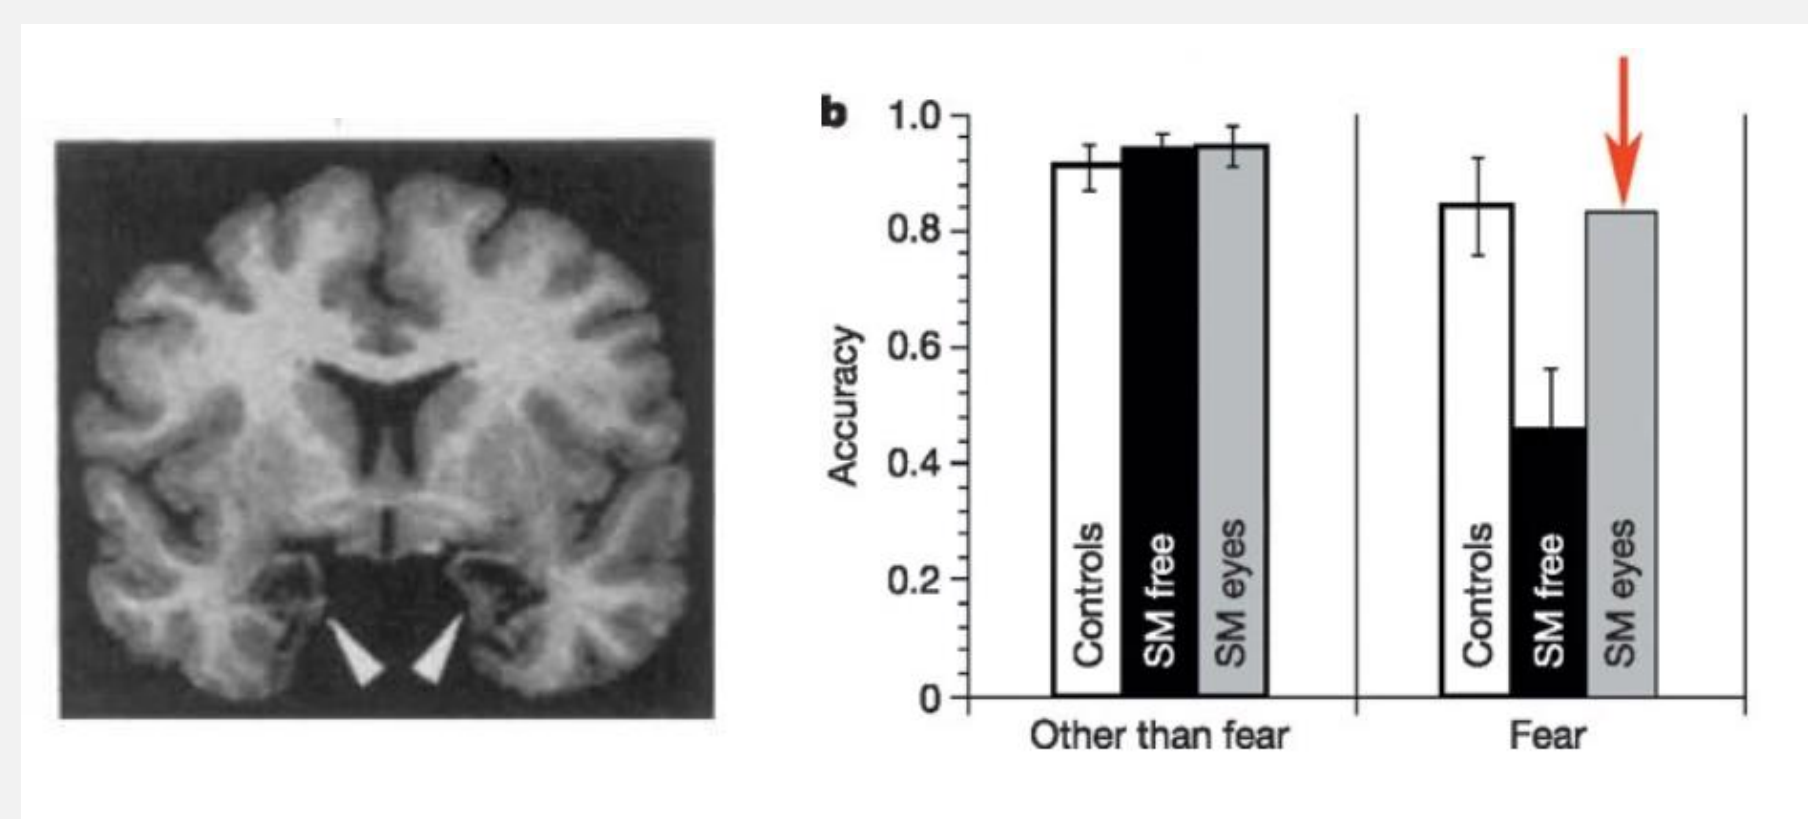 b
1.0
0.8
0.6
0.4
0.2
0
Accuracy
Controls
SM free
SM eyes
Controls
SM free
SM eyes
Other than fear
Fear